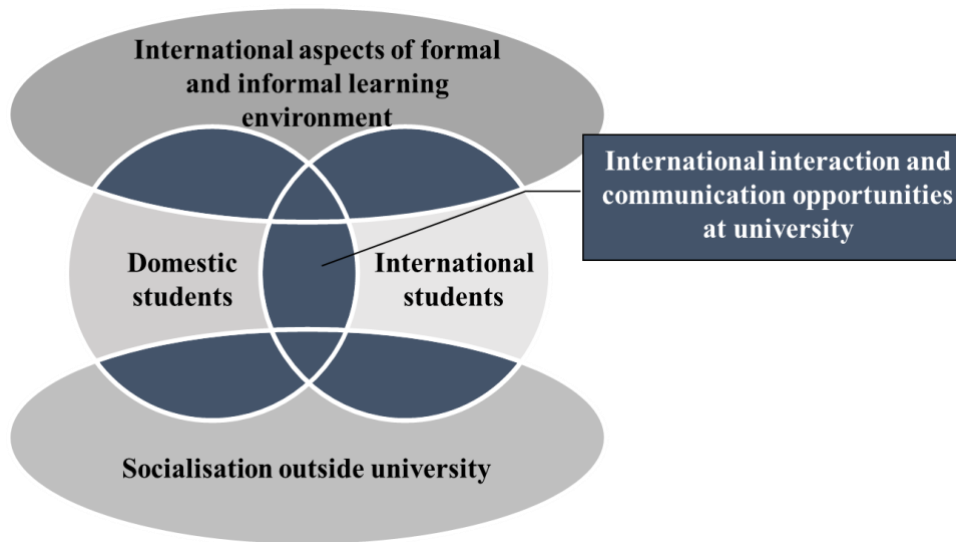 International aspects of formal
and informal learning
environment
International interaction and
communication opportunities
at university
Domestic
students
International
students
Socialisation outside university